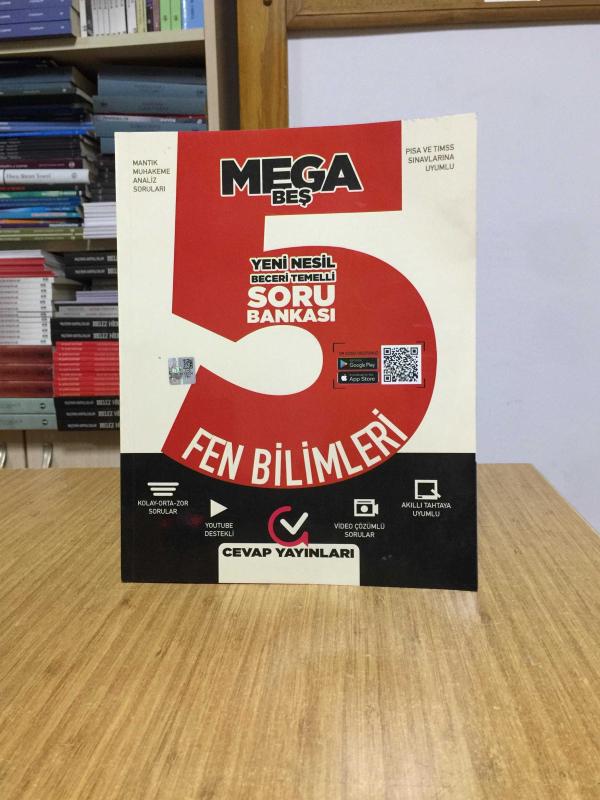 MANTIK
MUHAKEME
ANALİZ
SORULARI
PISA VE TIMSS
SINAVLARINA
UYUMLU
MEGA
BEŞ
5
YENİ NESİL
BECERİ TEMELLİ
SORU
BANKASI
Google Play
App Store
FEN BİLİMLERİ
KOLAY-ORTA-ZOR
SORULAR
YOUTUBE
DESTEKLİ
VİDEO ÇÖZÜMLÜ
SORULAR
AKILLI TAHTAYA
UYUMLU
CEVAP YAYINLARI